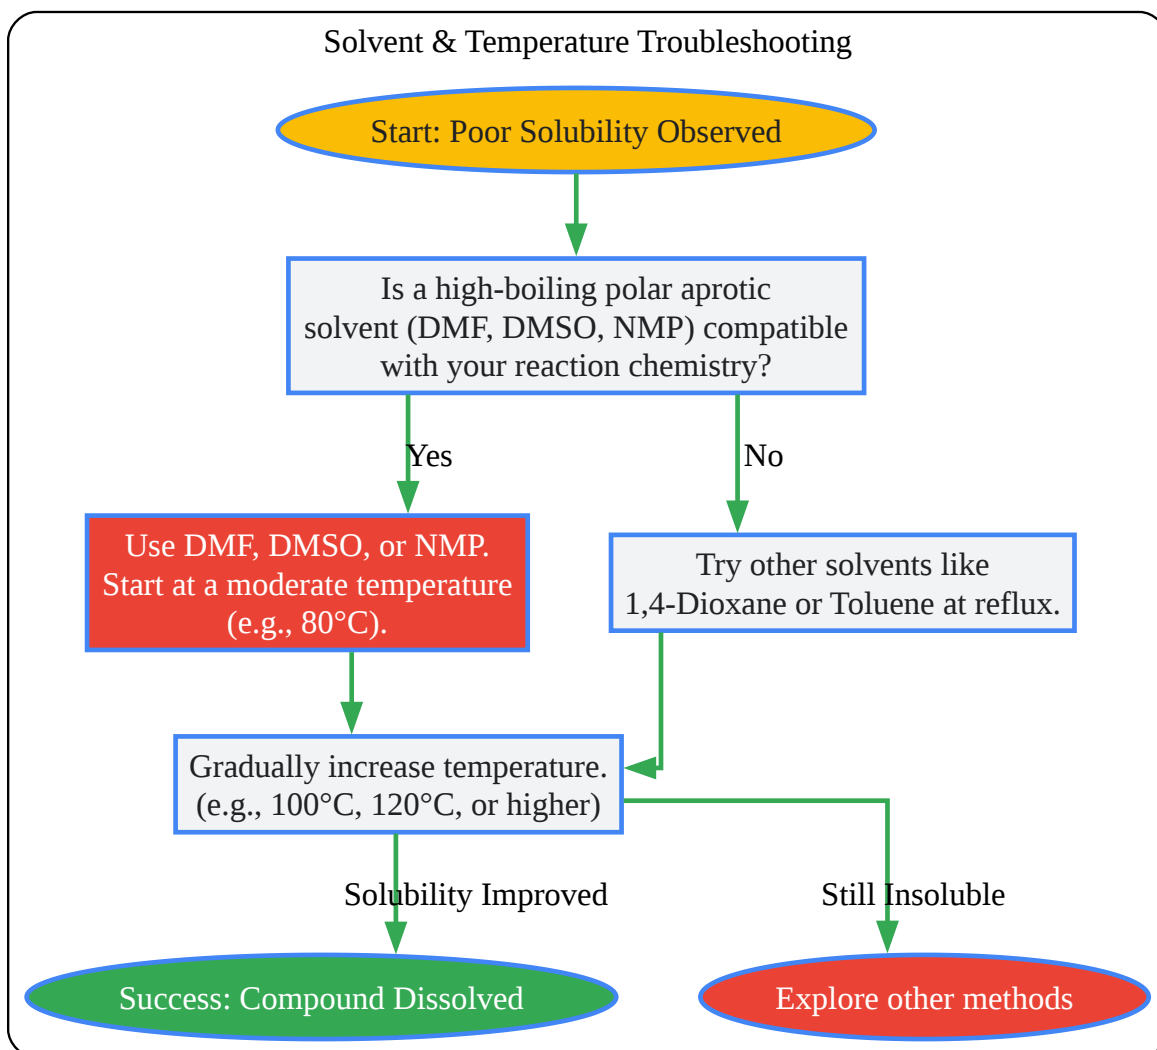 Solvent & Temperature Troubleshooting
Start: Poor Solubility Observed
Is a high-boiling polar aprotic
solvent (DMF, DMSO, NMP) compatible
with your reaction chemistry?
Yes
No
Use DMF, DMSO, or NMP.
Start at a moderate temperature
(e.g., 80°C).
Try other solvents like
1,4-Dioxane or Toluene at reflux.
Gradually increase temperature.
(e.g., 100°C, 120°C, or higher)
Solubility Improved
Still Insoluble
Success: Compound Dissolved
Explore other methods